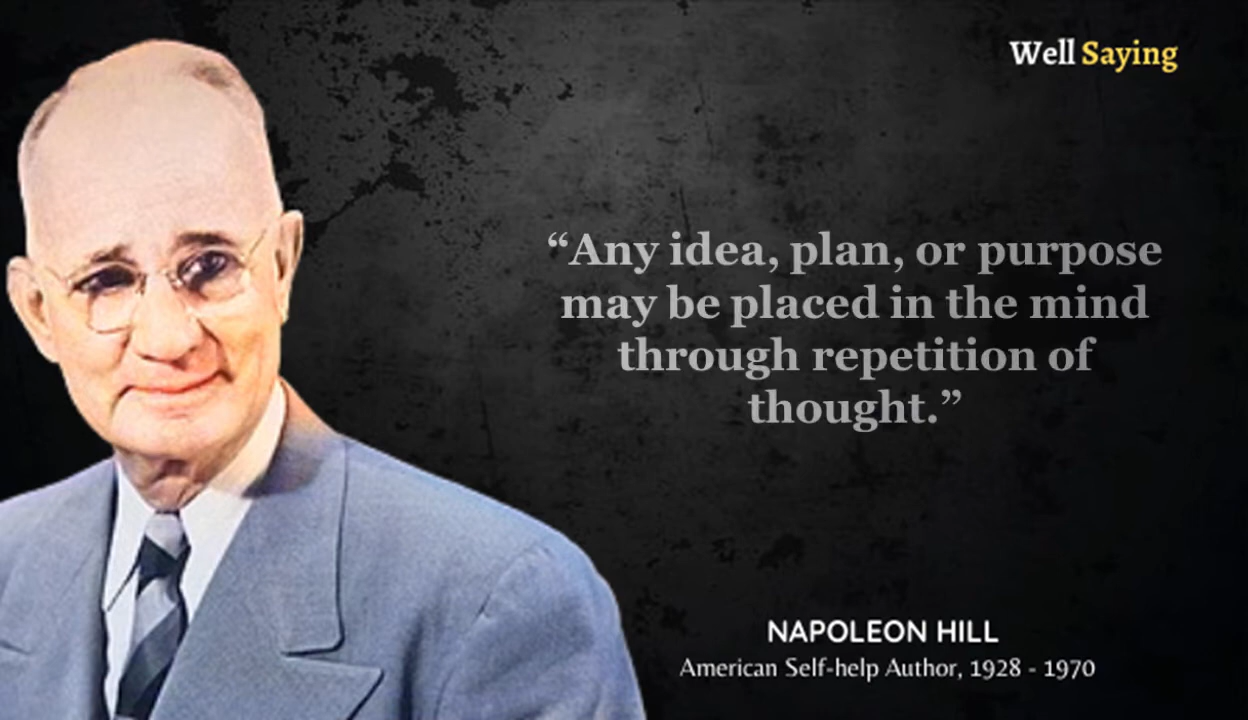 Well Saying
“Any idea, plan, or purpose
may be placed in the mind
through repetition of
thought.”
NAPOLEON HILL
American Self-help Author, 1928 - 1970